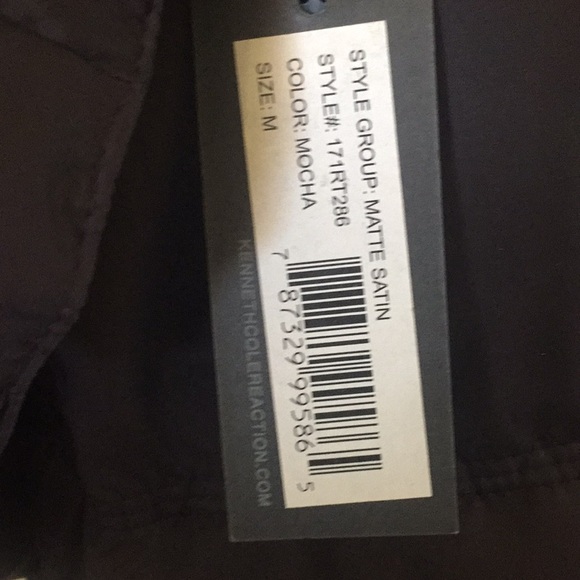 STYLE GROUP: MATTE SATIN
STYLE#: 171RT286
COLOR: MOCHA
SIZE: M
7 87329 99586 5
KENNETHCOLEREACTION.COM